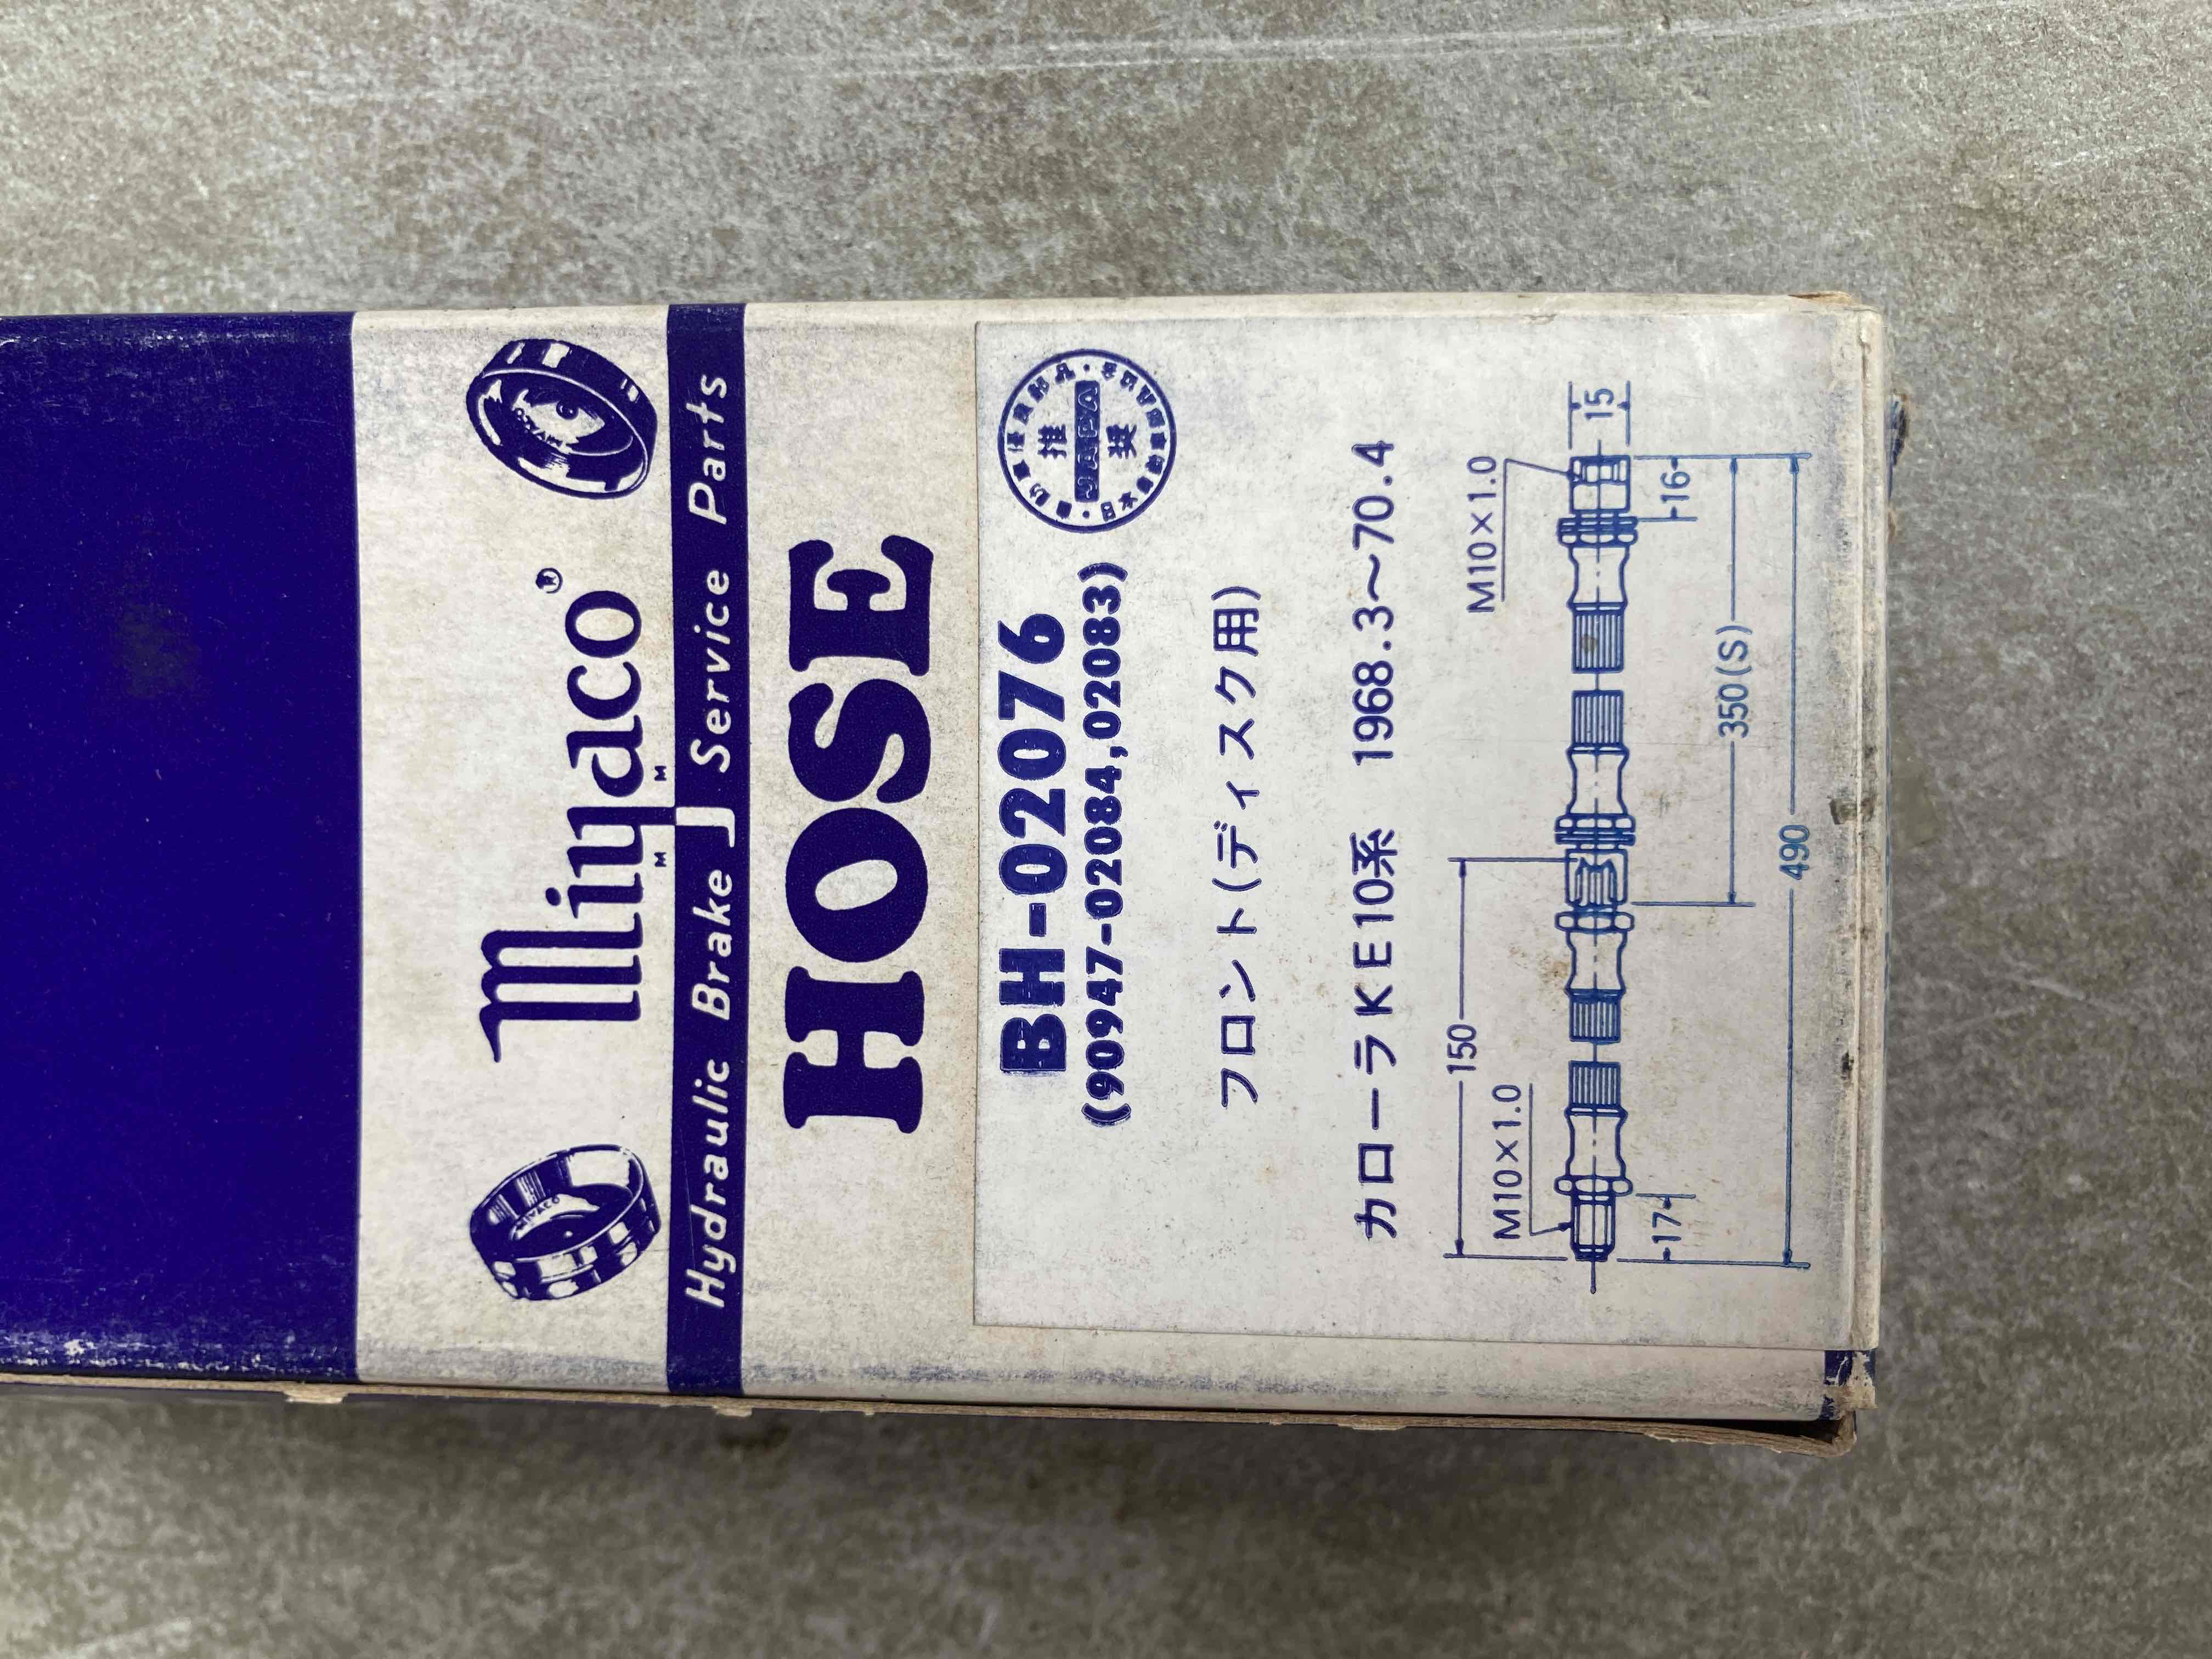 Miyaco®
M M
J
Hydraulic Brake Service Parts
HOSE
BH-02076
(90947-02084,02083)
推
JAPA
奨
フロント(ディスク用)
カローラKE10系 1968.3〜70.4
150
M10×1.0
M10×1.0
15
17
16
350(S)
490